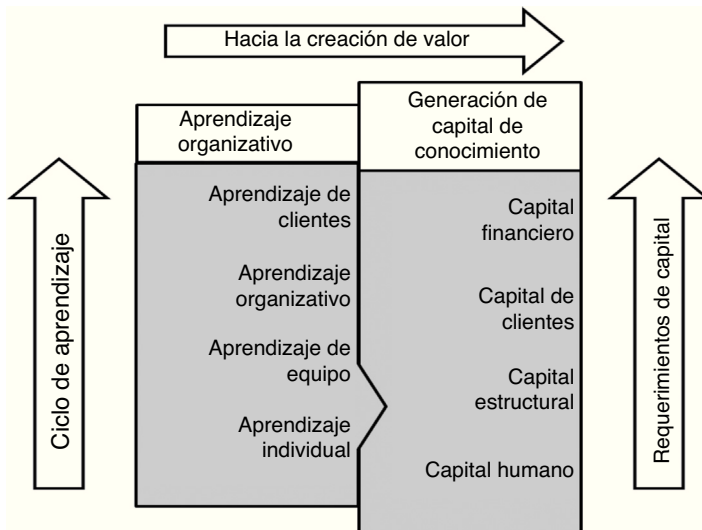 Hacia la creación de valor
Aprendizaje
organizativo
Generación de
capital de
conocimiento
Ciclo de aprendizaje
Aprendizaje de
clientes
Aprendizaje
organizativo
Aprendizaje de
equipo
Aprendizaje
individual
Capital
financiero
Capital de
clientes
Capital
estructural
Capital humano
Requerimientos de capital